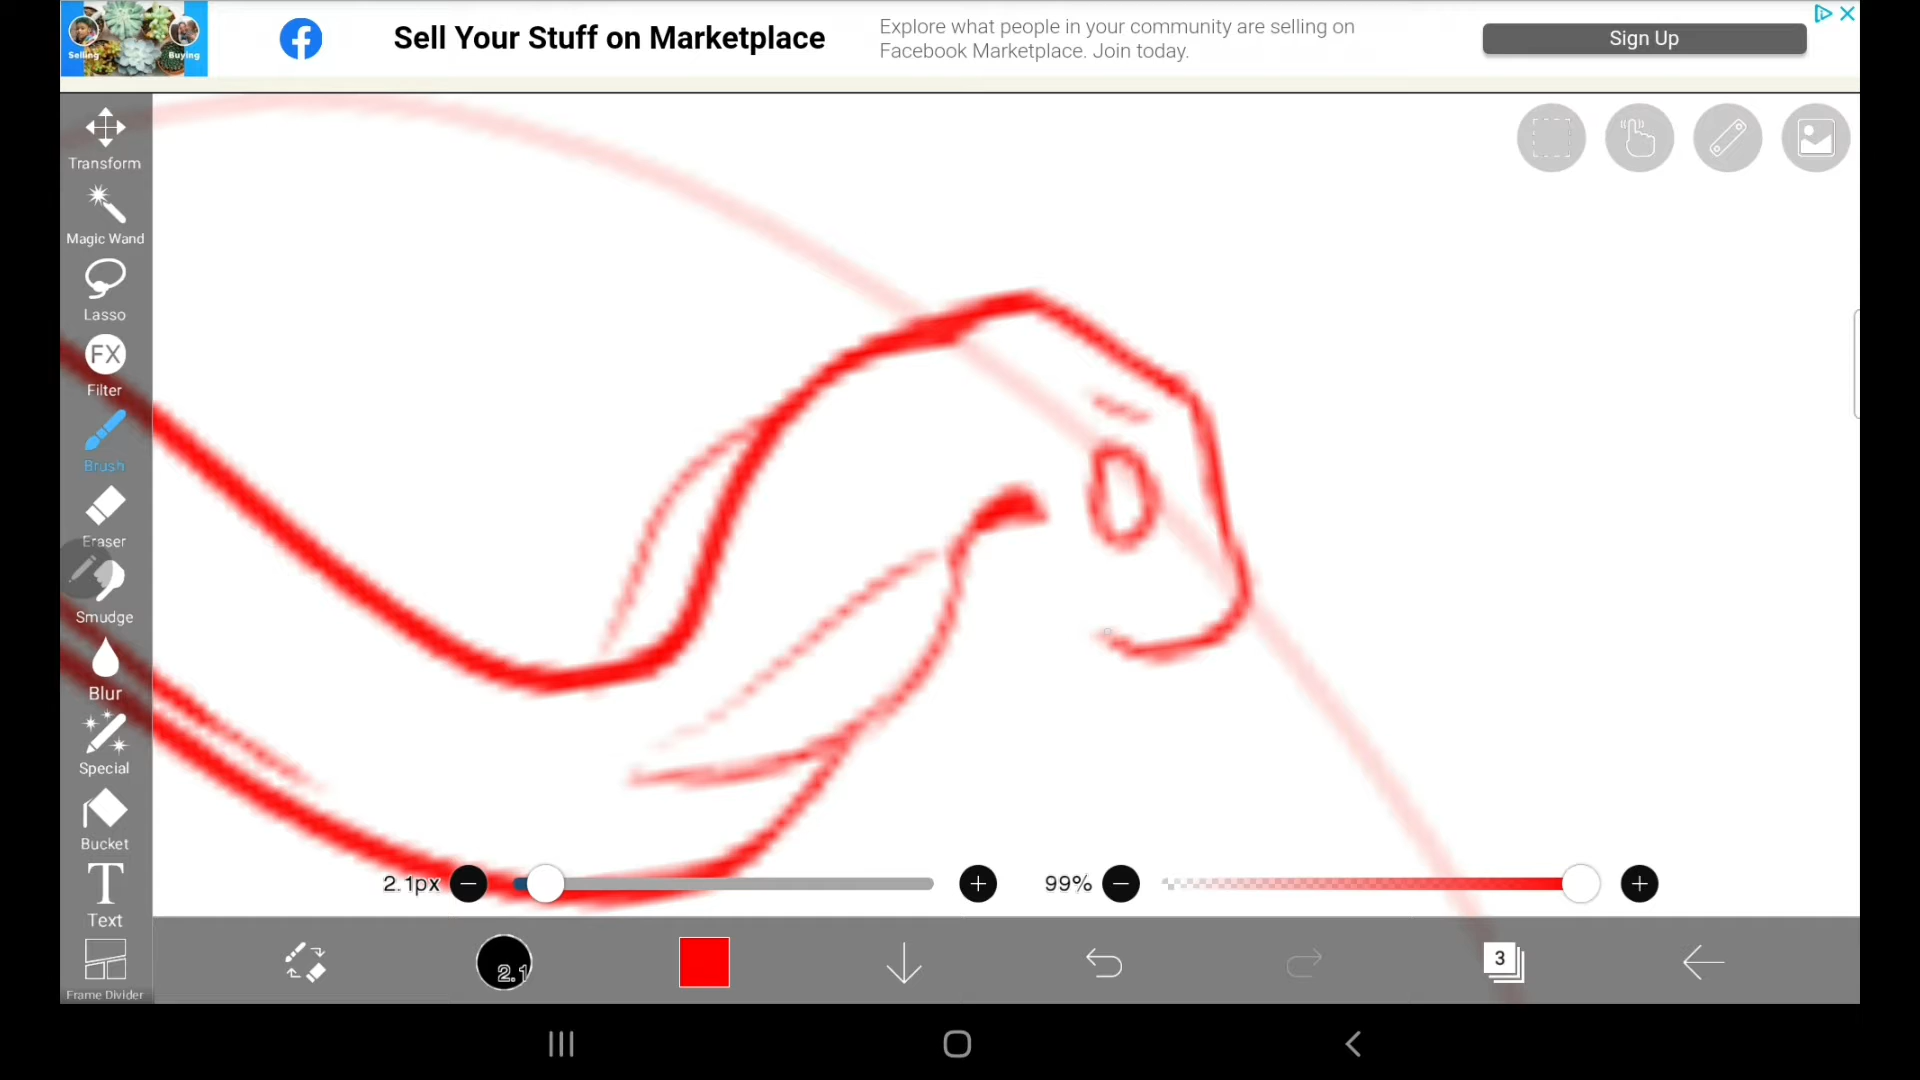 Selling
Buying
Sell Your Stuff on Marketplace
Explore what people in your community are selling on
Facebook Marketplace. Join today.
Sign Up
Transform
Magic Wand
Lasso
FX
Filter
Brush
Eraser
Smudge
Blur
Special
Bucket
T
Text
Frame Divider
2.1px
99%
2.1
3